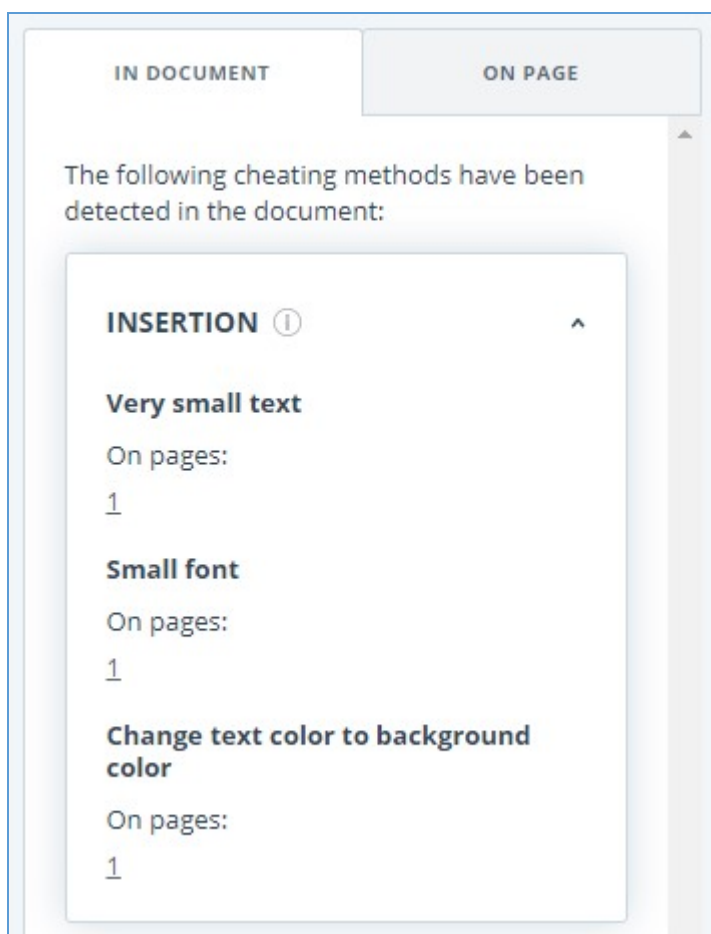 IN DOCUMENT
ON PAGE
The following cheating methods have been
detected in the document:
INSERTION
Very small text
On pages:
1
Small font
On pages:
1
Change text color to background
color
On pages:
1